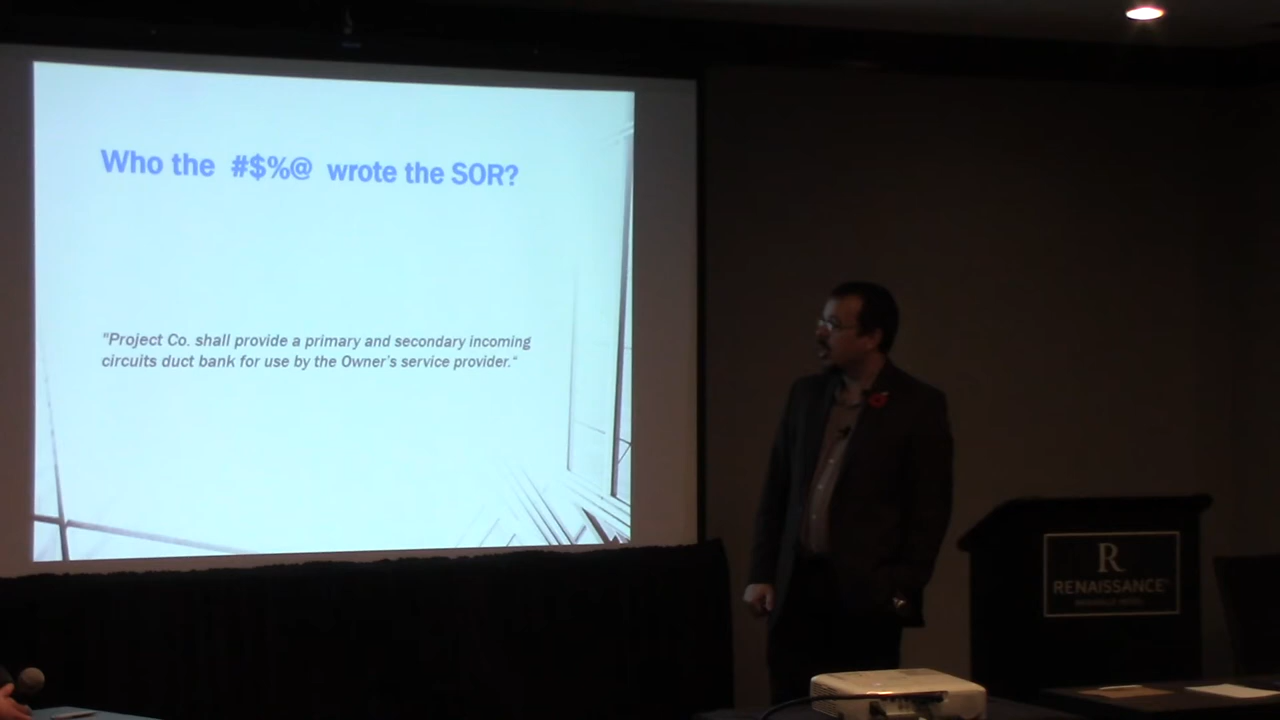 Who the #$%@ wrote the SOR?
"Project Co. shall provide a primary and secondary incoming
circuits duct bank for use by the Owner's service provider.“
R
RENAISSANCE